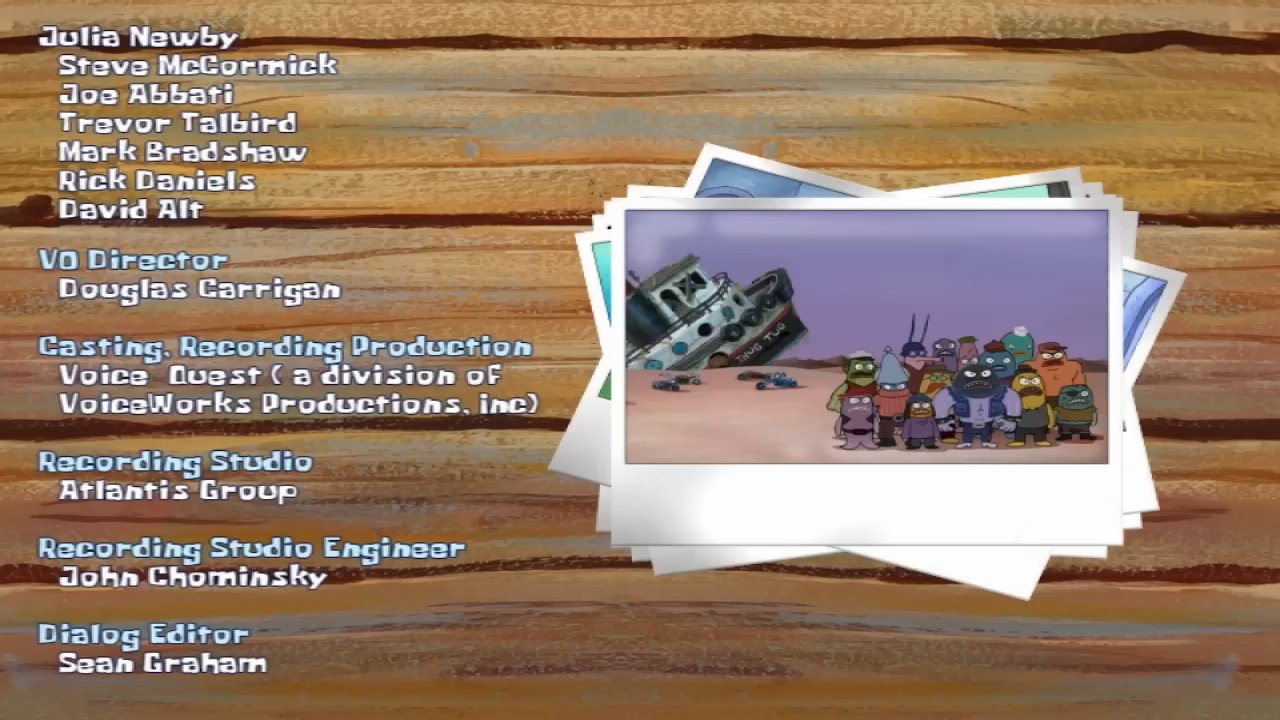 Julia Newby
Steve McCormick
Joe Abbati
Trevor Talbird
Mark Bradshaw
Rick Daniels
David Alt
VO Director
Douglas Carrigan
Casting, Recording Production
Voice Quest ( a division of
VoiceWorks Productions, inc)
Recording Studio
Atlantis Group
Recording Studio Engineer
John Chominsky
Dialog Editor
Sean Graham
THUG TUG